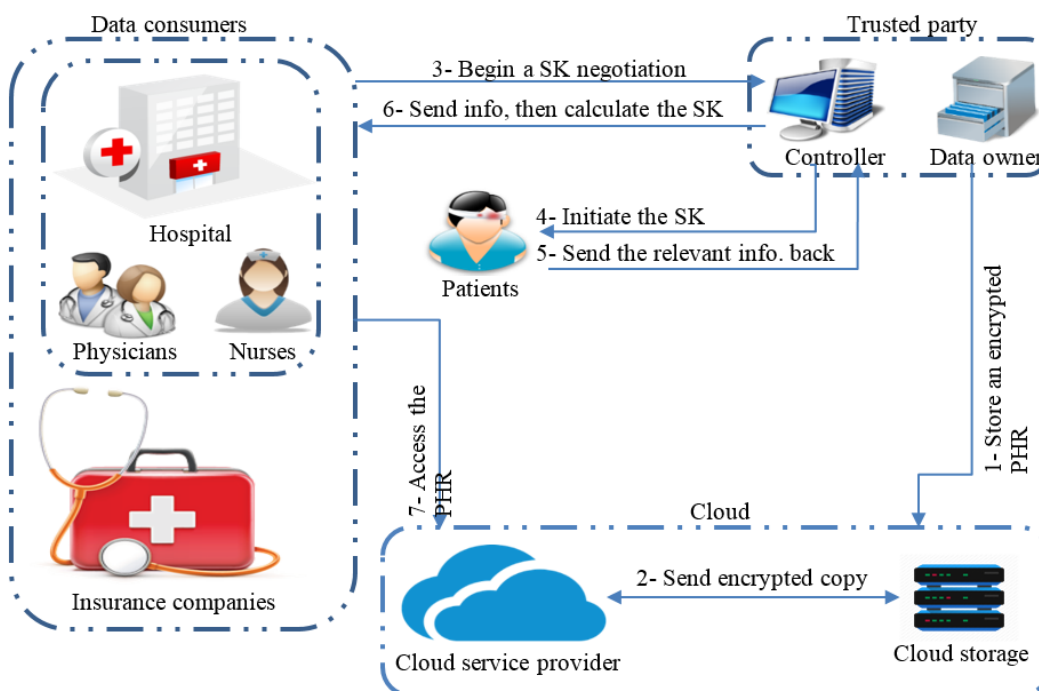 Data consumers
Trusted party
3- Begin a SK negotiation
6- Send info, then calculate the SK
Controller
Data owner
Hospital
4- Initiate the SK
5- Send the relevant info. back
Patients
Physicians
Nurses
7- Access the
PHR
1- Store an encrypted
PHR
Cloud
Insurance companies
2- Send encrypted copy
Cloud service provider
Cloud storage